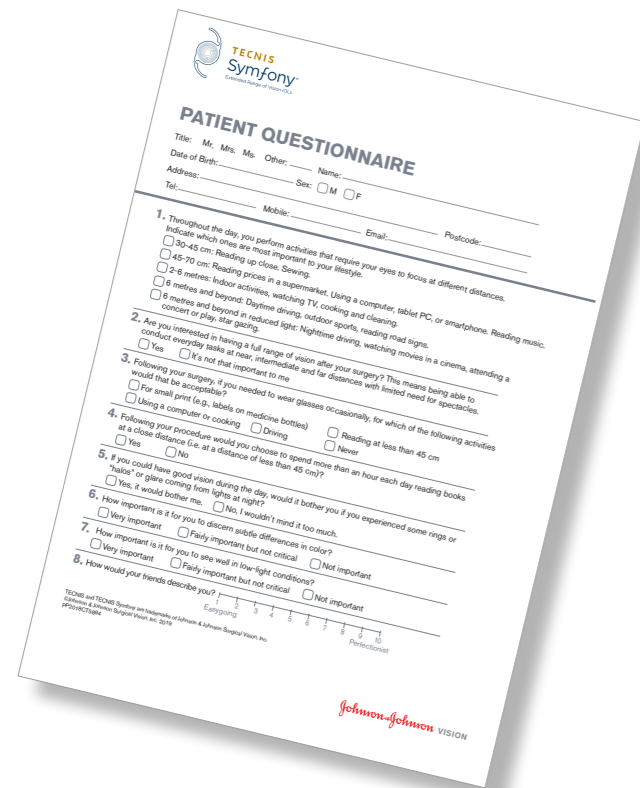 TECNIS
Symfony
Extended Range of Vision IOLs
PATIENT QUESTIONNAIRE
Title: Mr. Mrs. Ms. Other: Name:
Date of Birth: Sex: M F
Address: Postcode:
Tel: Mobile: Email:
1. Throughout the day, you perform activities that require your eyes to focus at different distances.
Indicate which ones are most important to your lifestyle.
30-45 cm: Reading up close. Sewing.
45-70 cm: Reading prices in a supermarket. Using a computer, tablet PC, or smartphone. Reading music.
2-6 metres: Indoor activities, watching TV, cooking and cleaning.
6 metres and beyond: Daytime driving, outdoor sports, reading road signs.
6 metres and beyond in reduced light: Nighttime driving, watching movies in a cinema, attending a
concert or play, star gazing.
2. Are you interested in having a full range of vision after your surgery? This means being able to
conduct everyday tasks at near, intermediate and far distances with limited need for spectacles.
Yes It's not that important to me
3. Following your surgery, if you needed to wear glasses occasionally, for which of the following activities
would that be acceptable?
For small print (e.g., labels on medicine bottles) Reading at less than 45 cm
Using a computer or cooking Driving Never
4. Following your procedure would you choose to spend more than an hour each day reading books
at a close distance (i.e. at a distance of less than 45 cm)?
Yes No
5. If you could have good vision during the day, would it bother you if you experienced some rings or
"halos" or glare coming from lights at night?
Yes, it would bother me. No, I wouldn't mind it too much.
6. How important is it for you to discern subtle differences in color?
Very important Fairly important but not critical Not important
7. How important is it for you to see well in low-light conditions?
Very important Fairly important but not critical Not important
8. How would your friends describe you? 1 2 3 4 5 6 7 8 9 10
Easygoing Perfectionist
TECNIS and TECNIS Symfony are trademarks of Johnson & Johnson Surgical Vision, Inc.
©Johnson & Johnson Surgical Vision, Inc. 2019
PP2018CT5884
Johnson & Johnson VISION